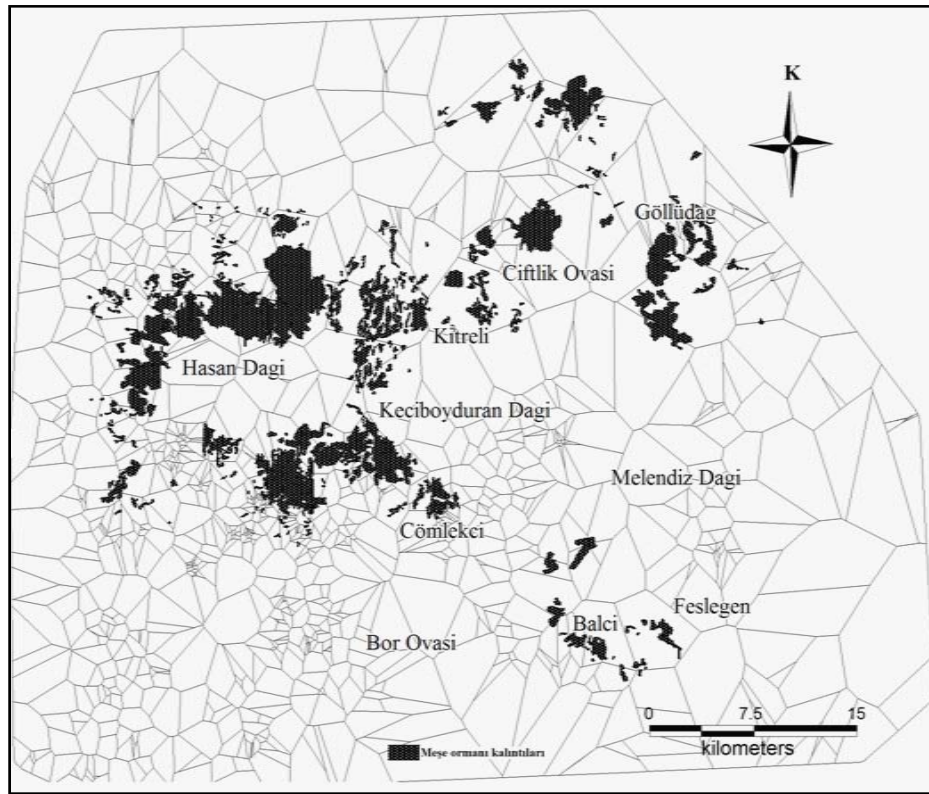 K
Göllüdag
Ciftlik Ovasi
Kitreli
Hasan Dagi
Keciboyduran Dagi
Melendiz Dagi
Cömlekci
Feslegen
Balci
Bor Ovasi
0 7.5 15
kilometers
Meşe ormanı kalıntıları